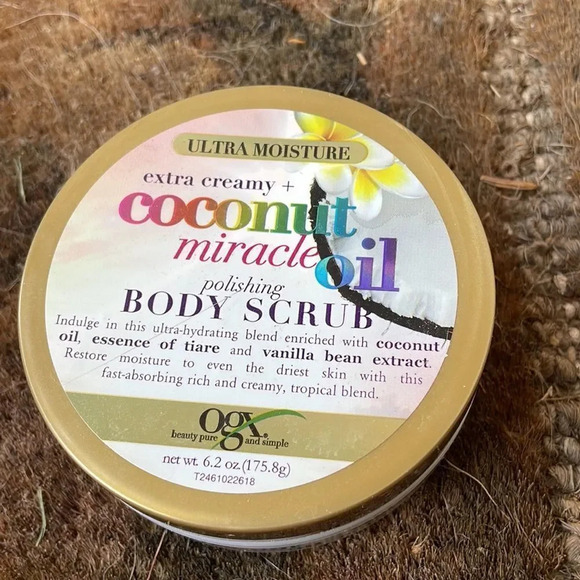 ULTRA MOISTURE
extra creamy +
coconut
miracle oil
polishing
BODY SCRUB
Indulge in this ultra-hydrating blend enriched with coconut
oil, essence of tiare and vanilla bean extract.
Restore moisture to even the driest skin with this
fast-absorbing rich and creamy, tropical blend.
ogx.
beauty pure and simple
net wt. 6.2 oz.(175.8g)
T2461022618